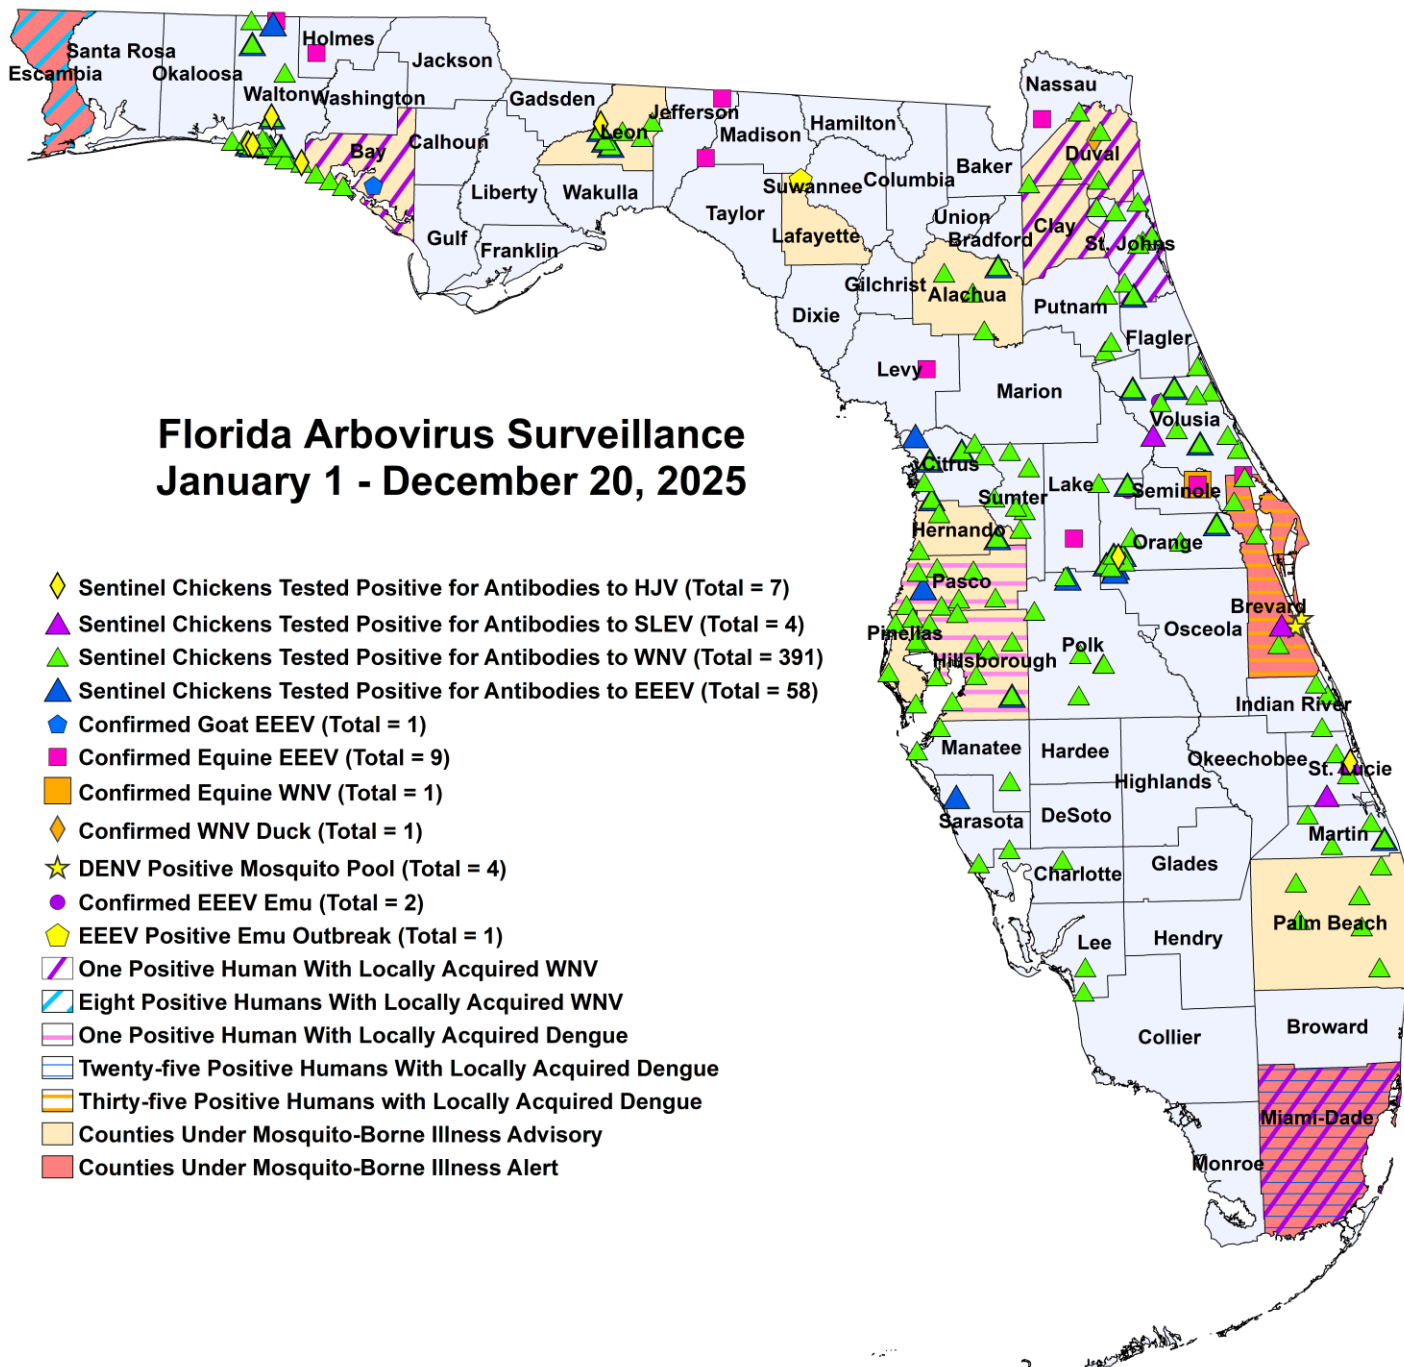 Santa Rosa
Escambia
Okaloosa
Walton
Holmes
Washington
Jackson
Bay
Calhoun
Gulf
Gadsden
Liberty
Franklin
Leon
Wakulla
Jefferson
Madison
Taylor
Hamilton
Suwannee
Lafayette
Dixie
Columbia
Gilchrist
Baker
Union
Bradford
Alachua
Nassau
Duval
Clay
St. Johns
Putnam
Flagler
Levy
Marion
Volusia
Citrus
Sumter
Lake
Seminole
Orange
Hernando
Pasco
Pinellas
Hillsborough
Polk
Osceola
Brevard
Indian River
Manatee
Hardee
Highlands
Okeechobee
St. Lucie
Sarasota
DeSoto
Martin
Charlotte
Glades
Palm Beach
Lee
Hendry
Collier
Broward
Miami-Dade
Monroe
Florida Arbovirus Surveillance
January 1 - December 20, 2025
Sentinel Chickens Tested Positive for Antibodies to HJV (Total = 7)
Sentinel Chickens Tested Positive for Antibodies to SLEV (Total = 4)
Sentinel Chickens Tested Positive for Antibodies to WNV (Total = 391)
Sentinel Chickens Tested Positive for Antibodies to EEEV (Total = 58)
Confirmed Goat EEEV (Total = 1)
Confirmed Equine EEEV (Total = 9)
Confirmed Equine WNV (Total = 1)
Confirmed WNV Duck (Total = 1)
DENV Positive Mosquito Pool (Total = 4)
Confirmed EEEV Emu (Total = 2)
EEEV Positive Emu Outbreak (Total = 1)
One Positive Human With Locally Acquired WNV
Eight Positive Humans With Locally Acquired WNV
One Positive Human With Locally Acquired Dengue
Twenty-five Positive Humans With Locally Acquired Dengue
Thirty-five Positive Humans with Locally Acquired Dengue
Counties Under Mosquito-Borne Illness Advisory
Counties Under Mosquito-Borne Illness Alert